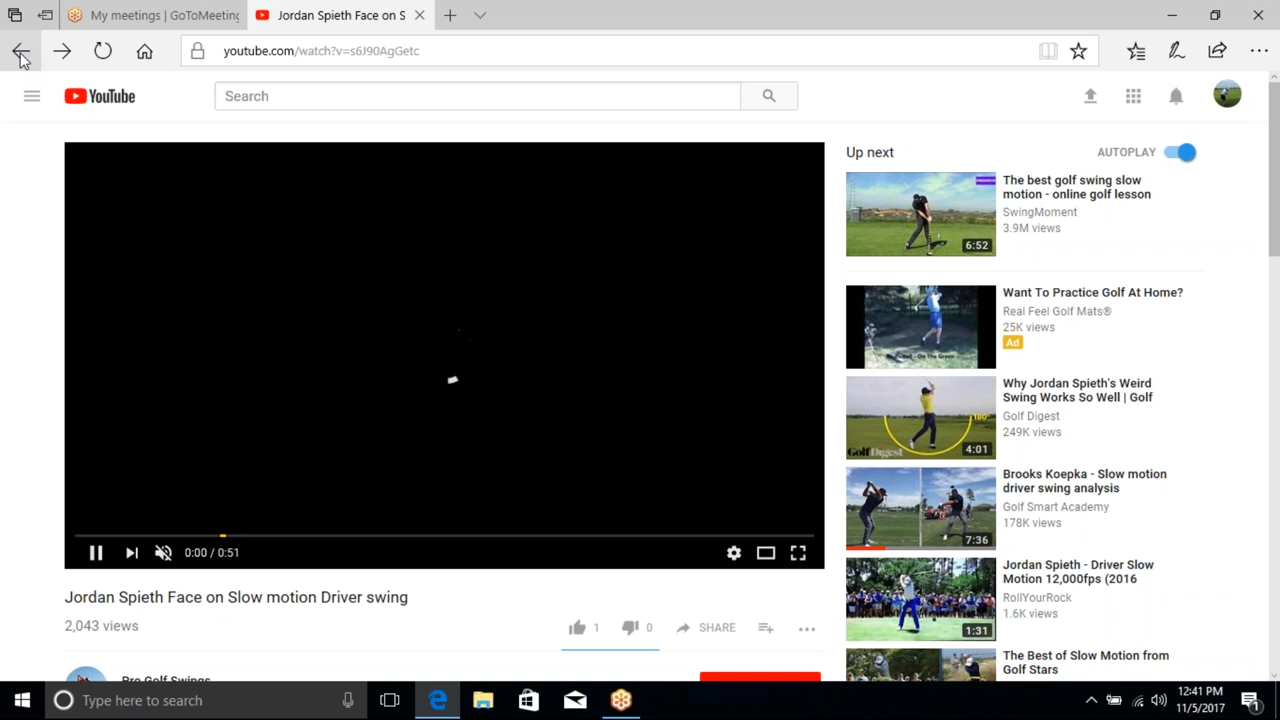 My meetings | GoToMeeting
Jordan Spieth Face on S
youtube.com/watch?v=s6J90AgGetc
YouTube
Search
Up next
AUTOPLAY
The best golf swing slow
motion - online golf lesson
SwingMoment
3.9M views
6:52
Want To Practice Golf At Home?
Real Feel Golf Mats®
25K views
Ad
Why Jordan Spieth's Weird
Swing Works So Well | Golf
Golf Digest
249K views
100°
GolfDigest
4:01
Brooks Koepka - Slow motion
driver swing analysis
Golf Smart Academy
178K views
7:36
Jordan Spieth - Driver Slow
Motion 12,000fps (2016
RollYourRock
1.6K views
1:31
The Best of Slow Motion from
Golf Stars
0:00 / 0:51
Jordan Spieth Face on Slow motion Driver swing
2,043 views
1 0 SHARE
Pro Golf Swings
Type here to search
12:41 PM
11/5/2017
1